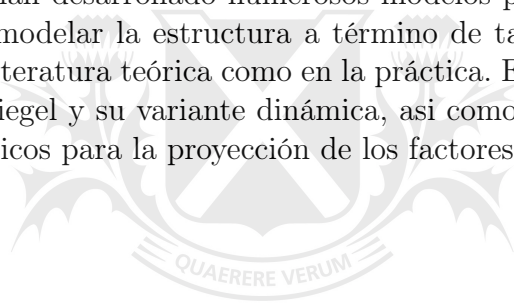 han desarrollado numerosos modelos p
modelar la estructura a término de ta
teratura teórica como en la práctica. E
iegel y su variante dinámica, asi como
icos para la proyección de los factores
QUAERERE VERUM